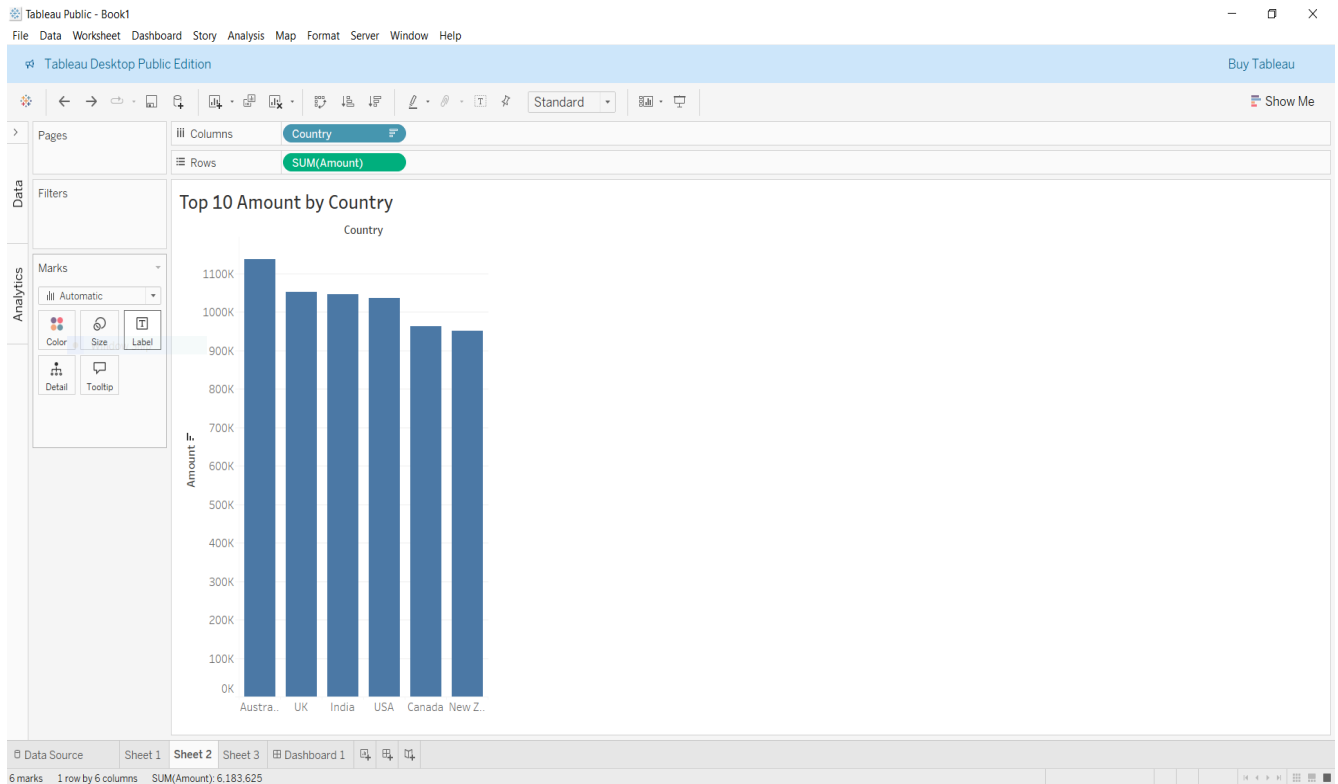 Tableau Public - Book1
File Data Worksheet Dashboard Story Analysis Map Format Server Window Help
Tableau Desktop Public Edition Buy Tableau
Standard Show Me
Pages
Columns Country
Rows SUM(Amount)
Data
Filters
Analytics
Marks
Automatic
Color Size Label
Detail Tooltip
Top 10 Amount by Country
Country
Amount
1100K
1000K
900K
800K
700K
600K
500K
400K
300K
200K
100K
0K
Austra.. UK India USA Canada New Z..
Data Source Sheet 1 Sheet 2 Sheet 3 Dashboard 1
6 marks 1 row by 6 columns SUM(Amount): 6,183,625